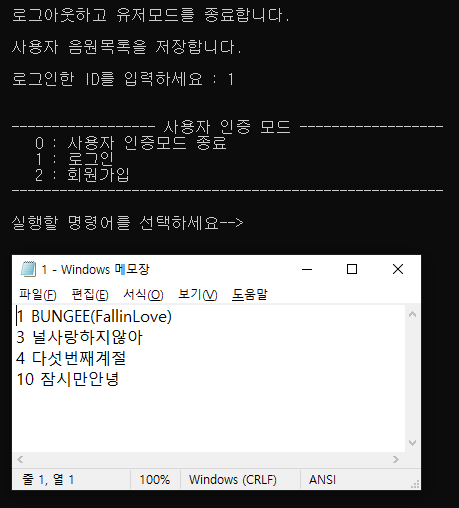 로그아웃하고 유저모드를 종료합니다.
사용자 음원목록을 저장합니다.
로그인한 ID를 입력하세요 : 1
------------------ 사용자 인증 모드 ------------------
0 : 사용자 인증모드 종료
1 : 로그인
2 : 회원가입
------------------------------------------------------
실행할 명령어를 선택하세요-->
1 - Windows 메모장
파일(F) 편집(E) 서식(O) 보기(V) 도움말
1 BUNGEE(FallinLove)
3 널사랑하지않아
4 다섯번째계절
10 잠시만안녕
줄 1, 열 1 100% Windows (CRLF) ANSI